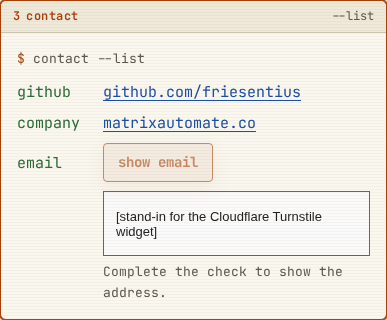 3 contact --list
$ contact --list
github github.com/friesentius
company matrixautomate.co
email show email
[stand-in for the Cloudflare Turnstile
widget]
Complete the check to show the
address.